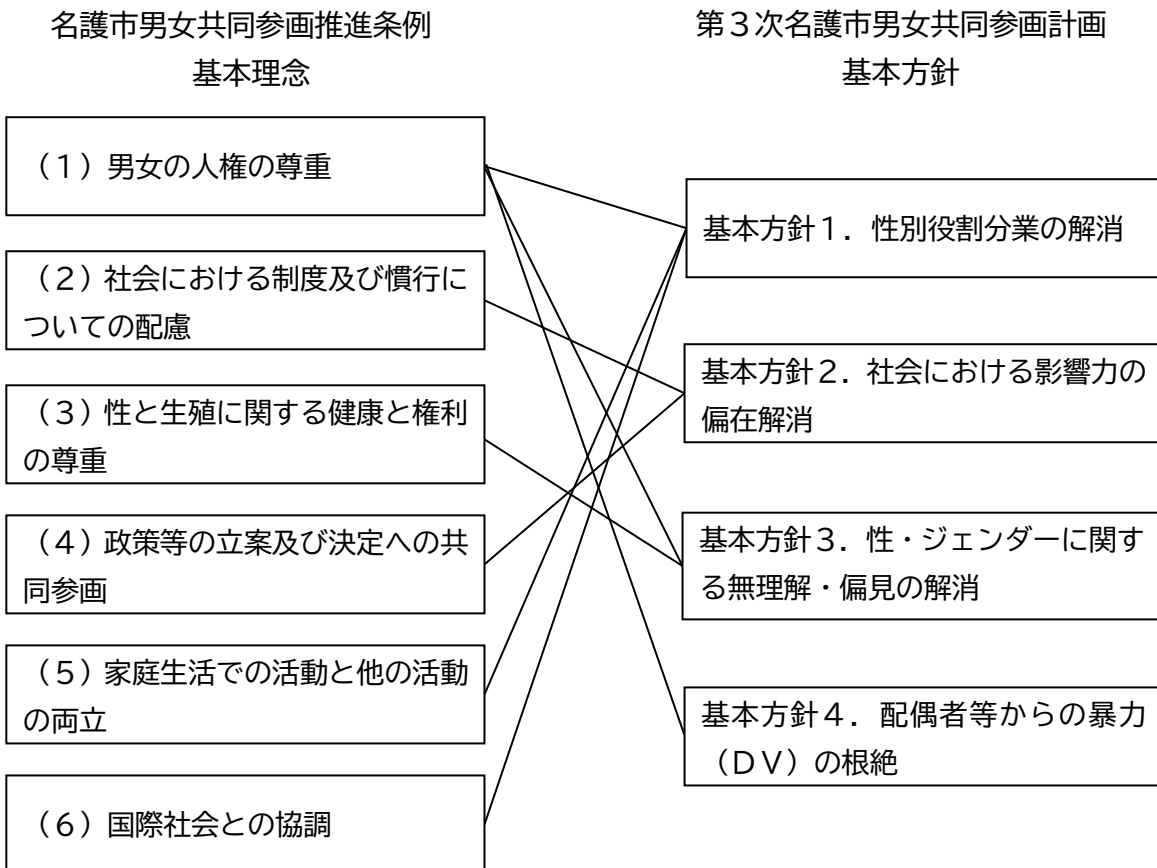 名護市男女共同参画推進条例
基本理念
（１）男女の人権の尊重
（２）社会における制度及び慣行に
ついての配慮
（３）性と生殖に関する健康と権利
の尊重
（４）政策等の立案及び決定への共
同参画
（５）家庭生活での活動と他の活動
の両立
（６）国際社会との協調
第３次名護市男女共同参画計画
基本方針
基本方針１．性別役割分業の解消
基本方針２．社会における影響力の
偏在解消
基本方針３．性・ジェンダーに関す
る無理解・偏見の解消
基本方針４．配偶者等からの暴力
（ＤＶ）の根絶